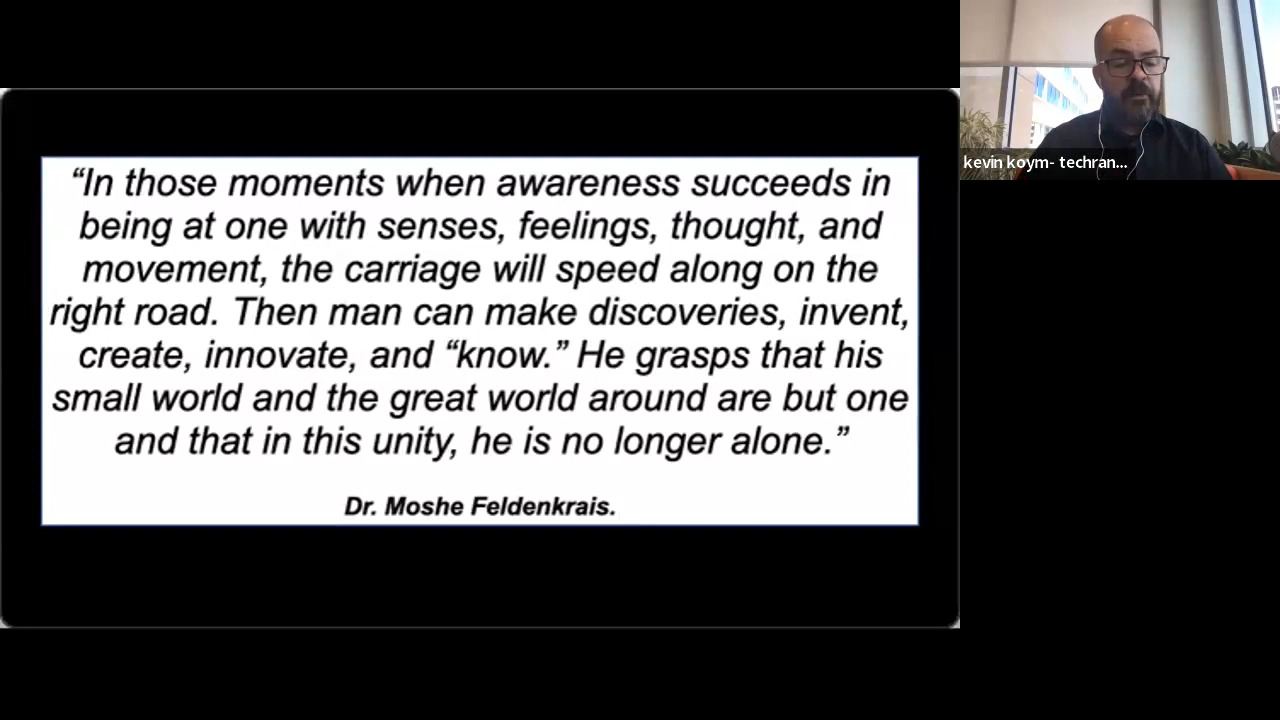 “In those moments when awareness succeeds in
being at one with senses, feelings, thought, and
movement, the carriage will speed along on the
right road. Then man can make discoveries, invent,
create, innovate, and “know.” He grasps that his
small world and the great world around are but one
and that in this unity, he is no longer alone.”
Dr. Moshe Feldenkrais.
kevin koym- techran...